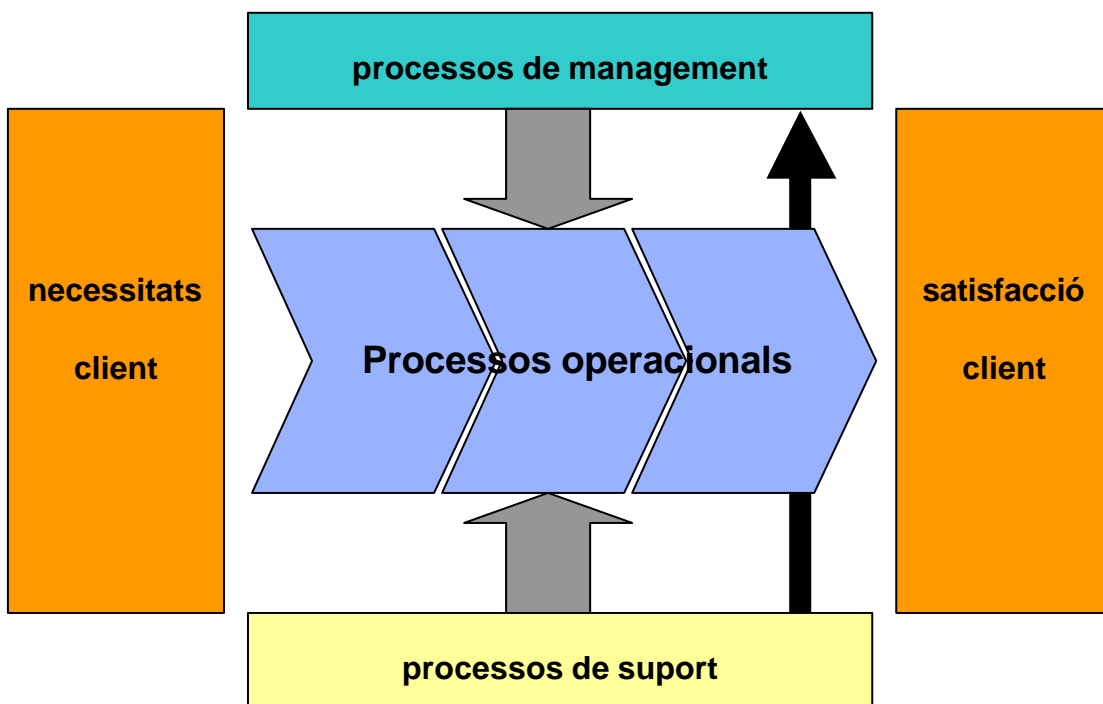 processos de management
necessitats
client
Processos operacionals
satisfacció
client
processos de suport